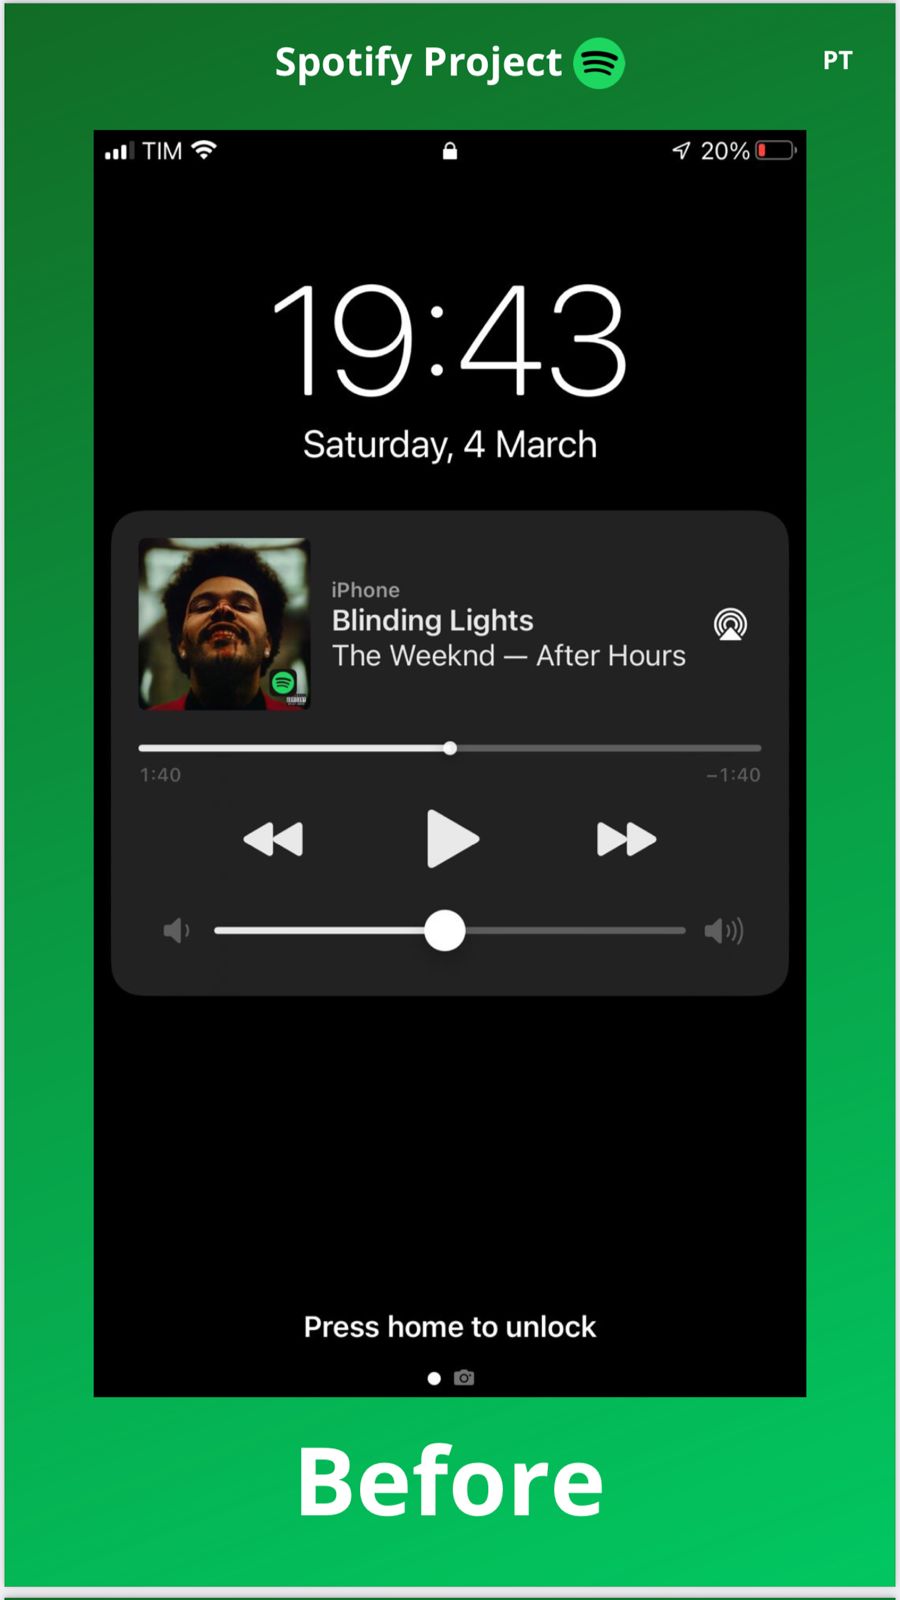 Spotify Project
PT
TIM
20%
19:43
Saturday, 4 March
iPhone
Blinding Lights
The Weeknd — After Hours
1:40
–1:40
Press home to unlock
Before